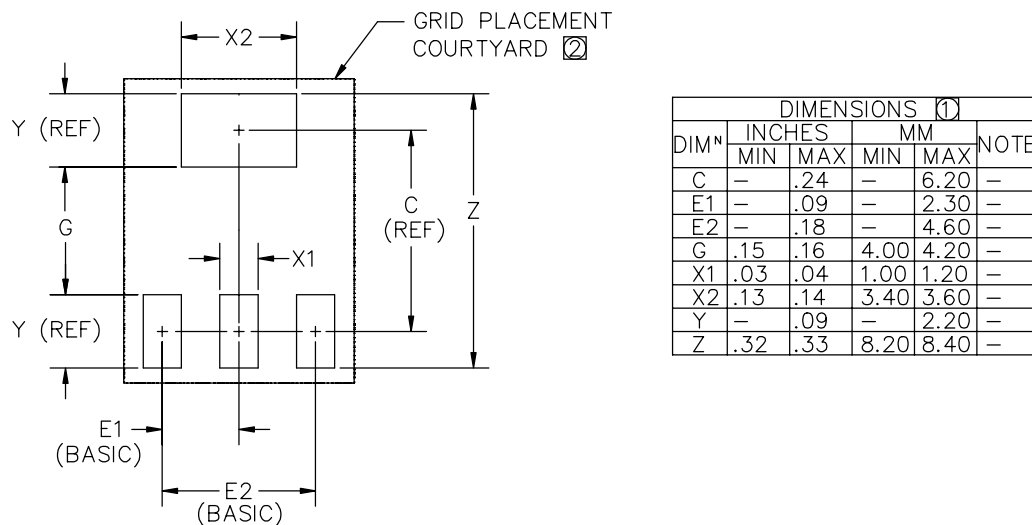 GRID PLACEMENT
COURTYARD 2
X2
Y (REF)
G
C
(REF)
Z
X1
Y (REF)
E1
(BASIC)
E2
(BASIC)
DIMENSIONS 1
DIMᴺ INCHES MM NOTE
MIN MAX MIN MAX
C – .24 – 6.20 –
E1 – .09 – 2.30 –
E2 – .18 – 4.60 –
G .15 .16 4.00 4.20 –
X1 .03 .04 1.00 1.20 –
X2 .13 .14 3.40 3.60 –
Y – .09 – 2.20 –
Z .32 .33 8.20 8.40 –